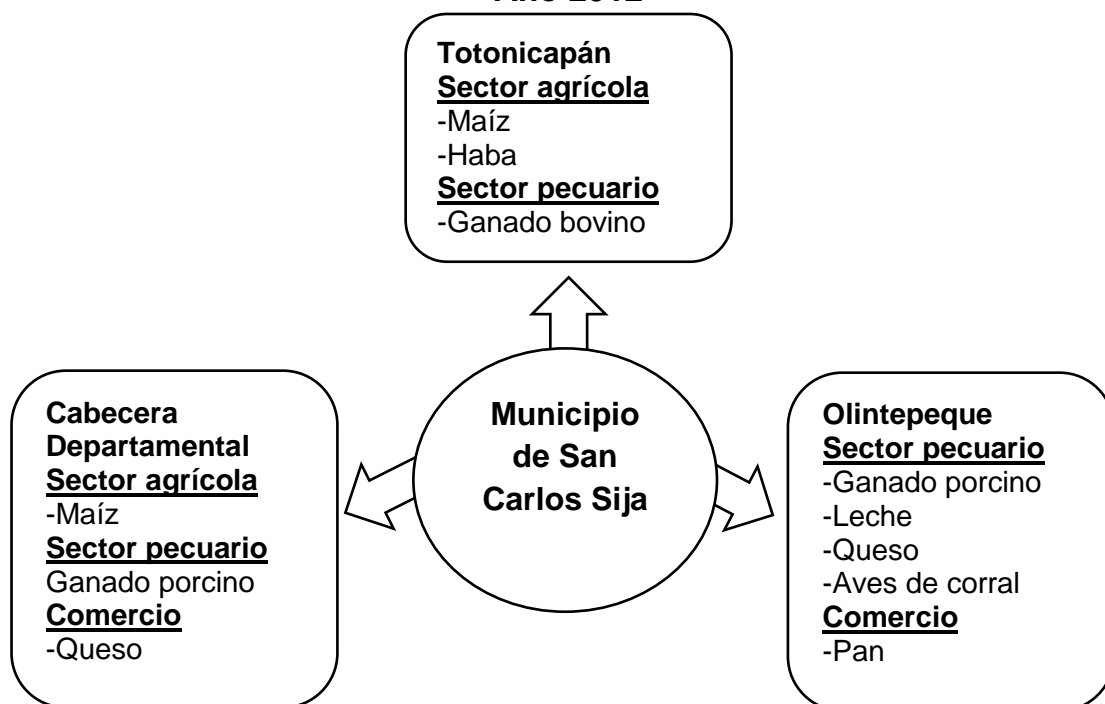 Totonicapán
Sector agrícola
-Maíz
-Haba
Sector pecuario
-Ganado bovino
Municipio
de San
Carlos Sija
Cabecera
Departamental
Sector agrícola
-Maíz
Sector pecuario
Ganado porcino
Comercio
-Queso
Olintepeque
Sector pecuario
-Ganado porcino
-Leche
-Queso
-Aves de corral
Comercio
-Pan